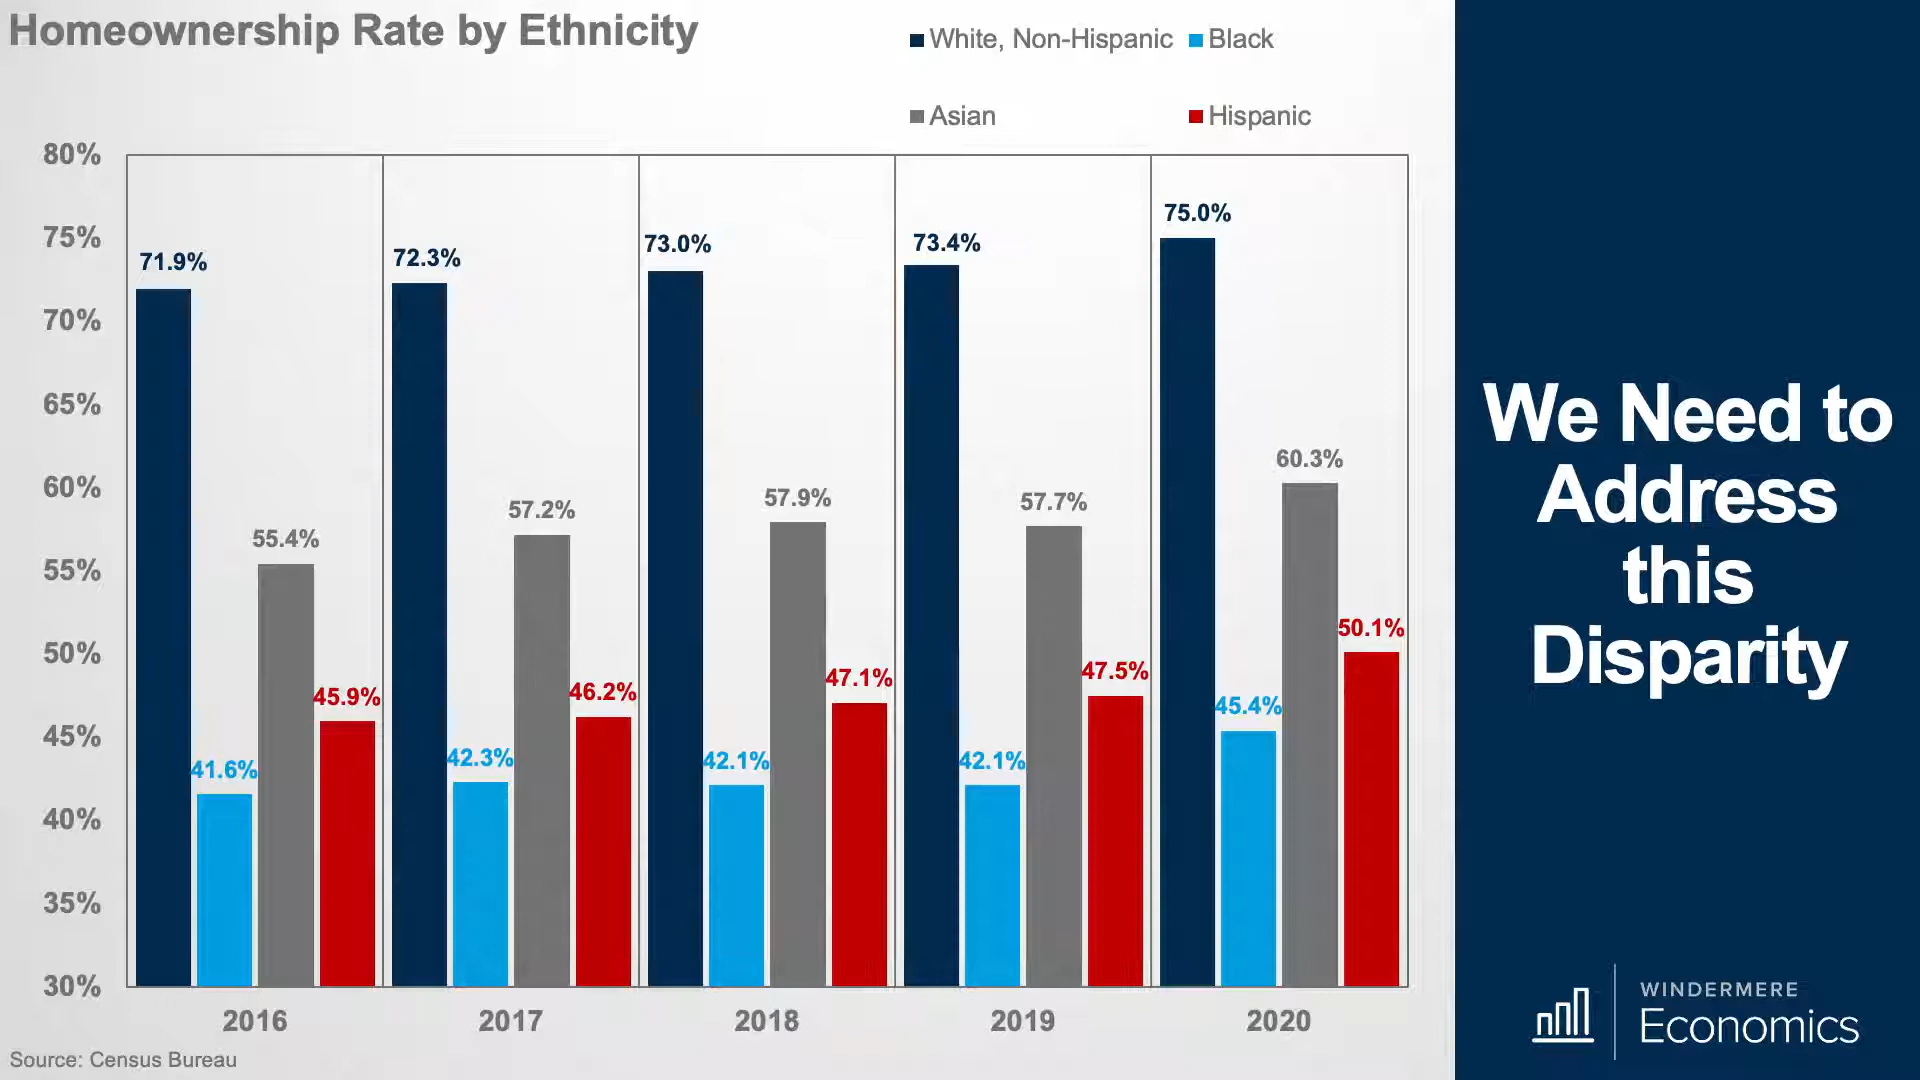 Homeownership Rate by Ethnicity
White, Non-Hispanic Black
Asian Hispanic
80%
75%
70%
65%
60%
55%
50%
45%
40%
35%
30%
71.9%
41.6%
55.4%
45.9%
72.3%
42.3%
57.2%
46.2%
73.0%
42.1%
57.9%
47.1%
73.4%
42.1%
57.7%
47.5%
75.0%
45.4%
60.3%
50.1%
2016 2017 2018 2019 2020
Source: Census Bureau
We Need to
Address
this
Disparity
WINDERMERE
Economics